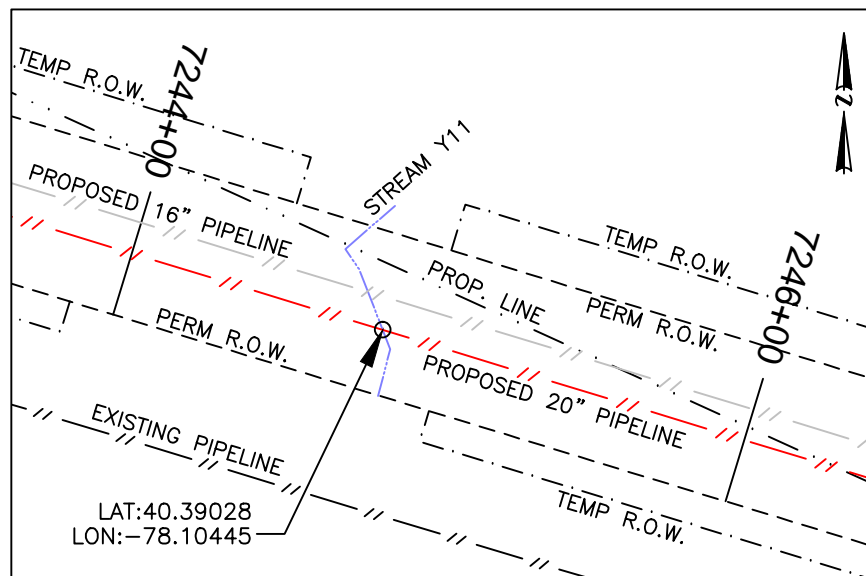 TEMP R.O.W.
7244+00
STREAM Y11
N
PROPOSED 16" PIPELINE
TEMP R.O.W.
7246+00
PROP. LINE
PERM R.O.W.
PERM R.O.W.
PROPOSED 20" PIPELINE
EXISTING PIPELINE
TEMP R.O.W.
LAT:40.39028
LON:-78.10445